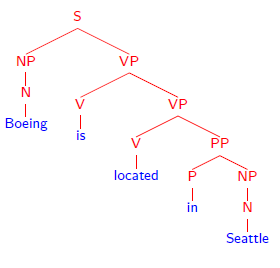 S
NP VP
N V VP
Boeing is V PP
located P NP
in N
Seattle